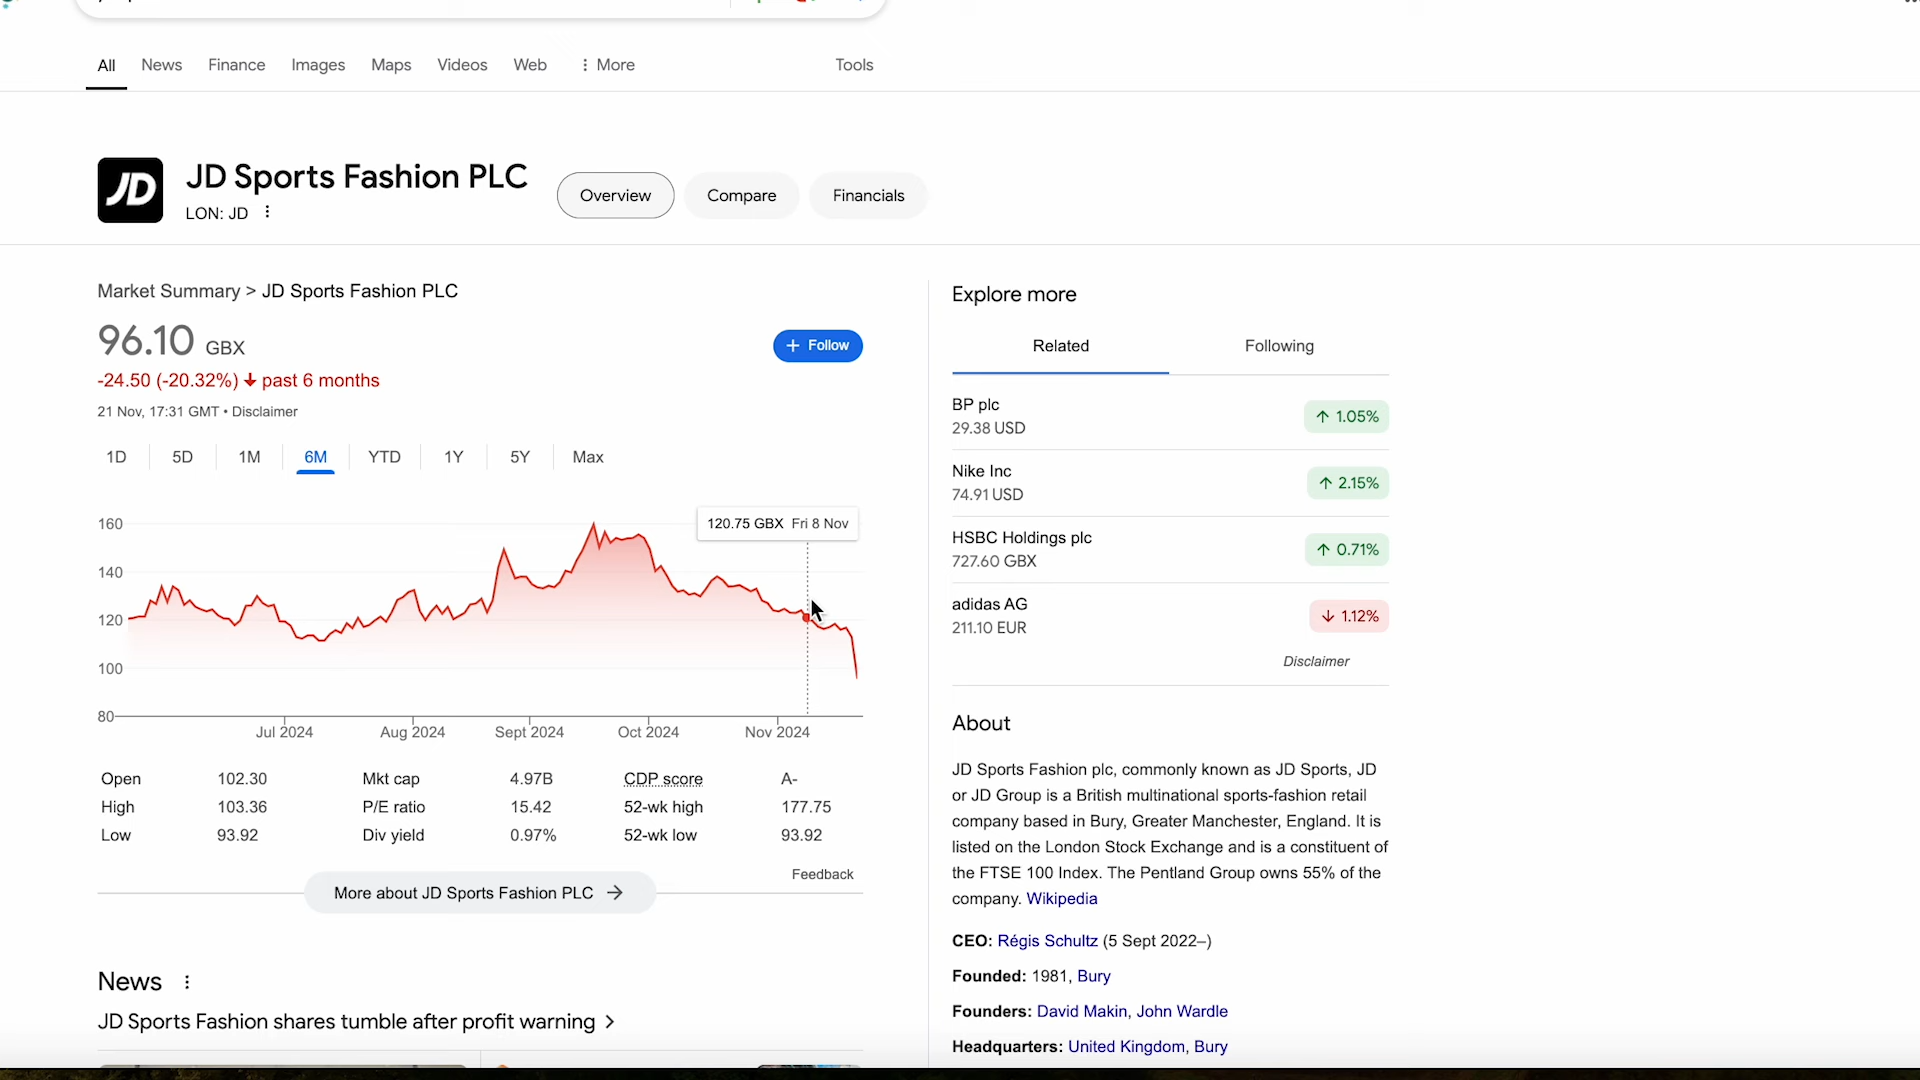 All News Finance Images Maps Videos Web More Tools
JD
JD Sports Fashion PLC
LON: JD
Overview Compare Financials
Market Summary > JD Sports Fashion PLC
96.10 GBX
+ Follow
-24.50 (-20.32%) ↓ past 6 months
21 Nov, 17:31 GMT • Disclaimer
1D 5D 1M 6M YTD 1Y 5Y Max
120.75 GBX Fri 8 Nov
160
140
120
100
80
Jul 2024 Aug 2024 Sept 2024 Oct 2024 Nov 2024
Open 102.30 Mkt cap 4.97B CDP score A-
High 103.36 P/E ratio 15.42 52-wk high 177.75
Low 93.92 Div yield 0.97% 52-wk low 93.92
Feedback
More about JD Sports Fashion PLC →
News
JD Sports Fashion shares tumble after profit warning >
Explore more
Related Following
BP plc
29.38 USD
↑ 1.05%
Nike Inc
74.91 USD
↑ 2.15%
HSBC Holdings plc
727.60 GBX
↑ 0.71%
adidas AG
211.10 EUR
↓ 1.12%
Disclaimer
About
JD Sports Fashion plc, commonly known as JD Sports, JD
or JD Group is a British multinational sports-fashion retail
company based in Bury, Greater Manchester, England. It is
listed on the London Stock Exchange and is a constituent of
the FTSE 100 Index. The Pentland Group owns 55% of the
company. Wikipedia
CEO: Régis Schultz (5 Sept 2022–)
Founded: 1981, Bury
Founders: David Makin, John Wardle
Headquarters: United Kingdom, Bury